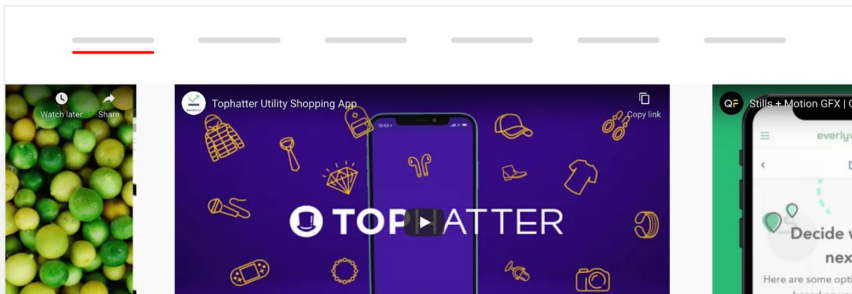 Watch later
Share
Tophatter Utility Shopping App
Copy link
TOPHATTER
QF
Stills + Motion GFX |
everly
Decide
nex
Here are some opti